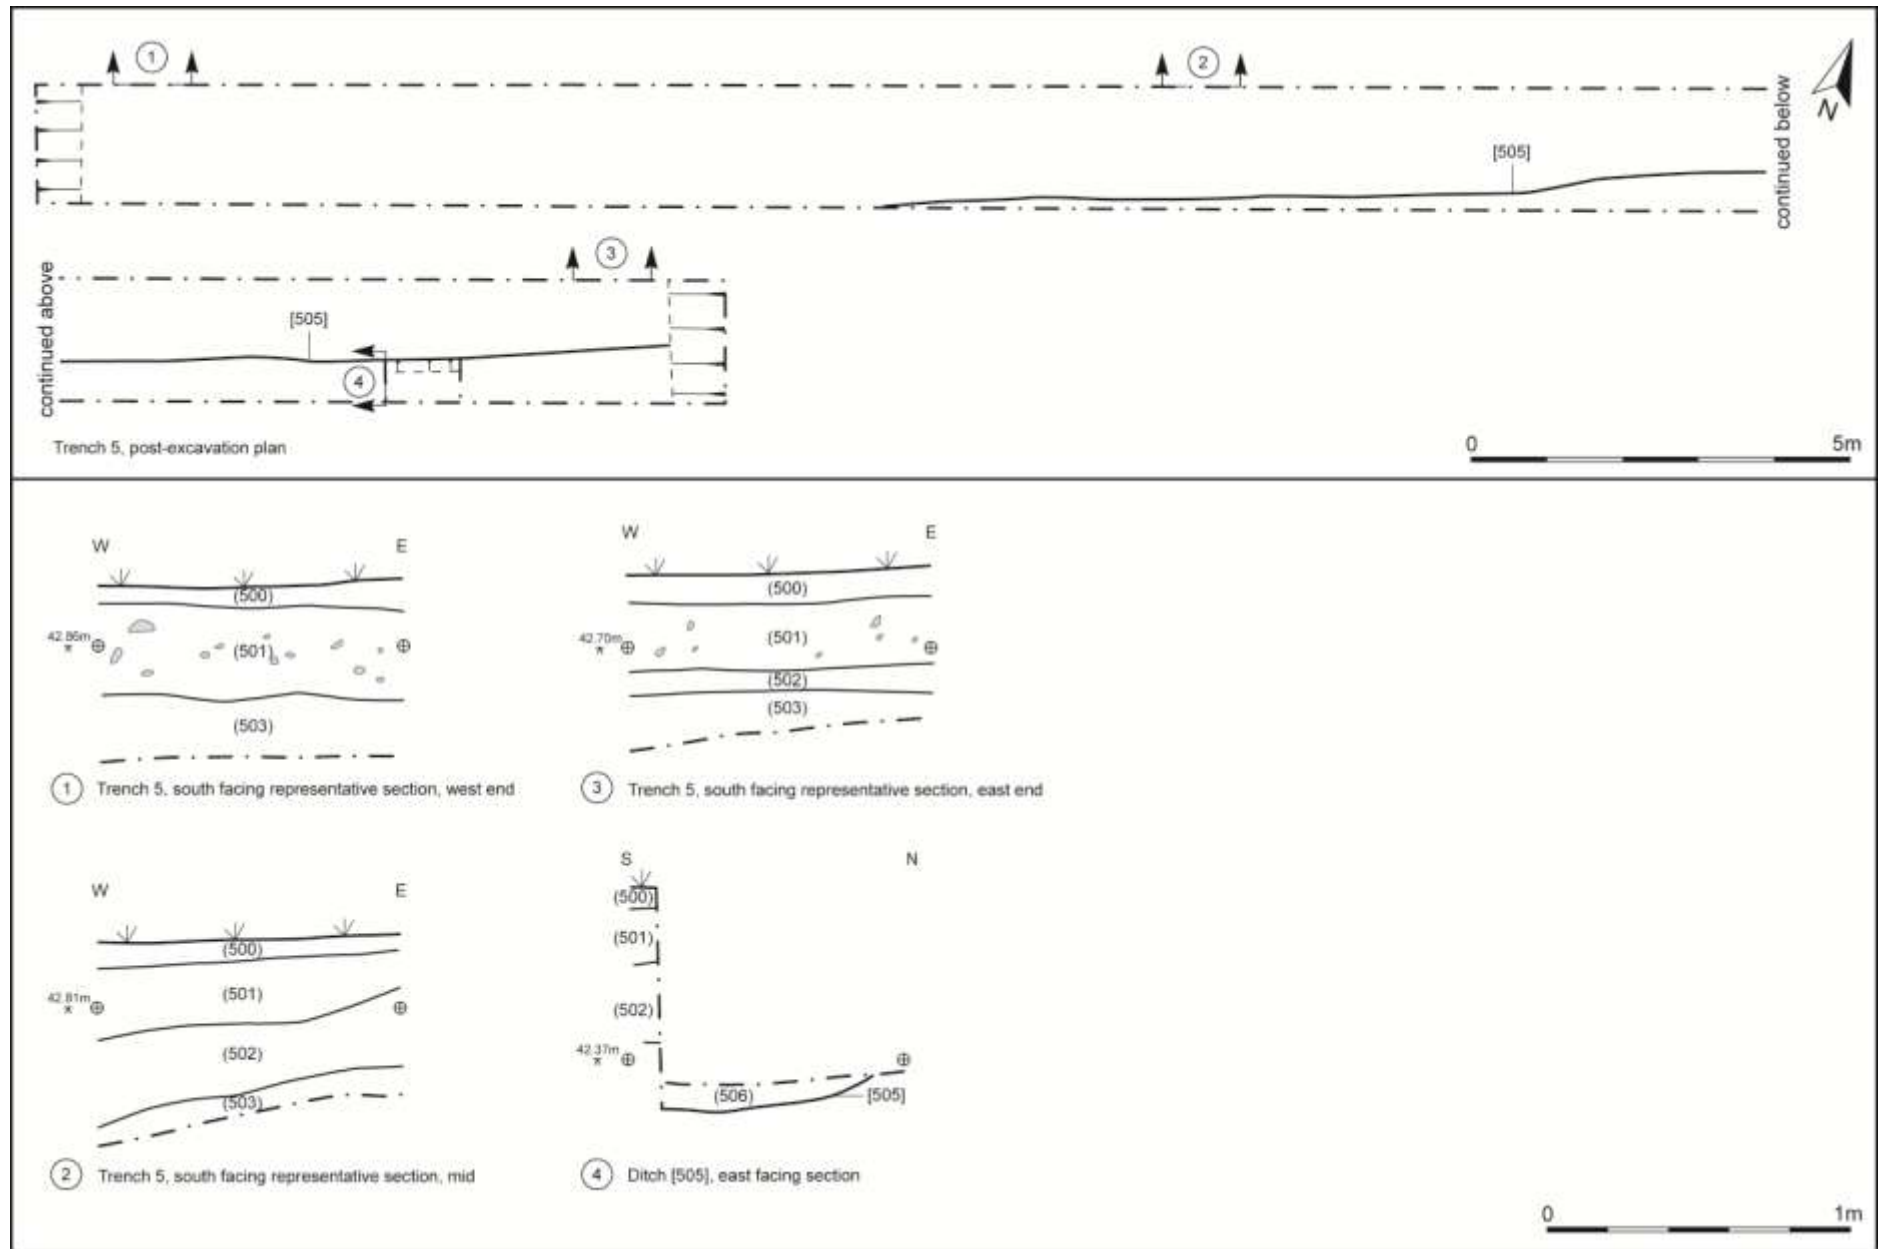 1
2
N
continued below
[505]
3
continued above
[505]
4
Trench 5, post-excavation plan
0 5m
W E
(500)
42.86m
(501)
(503)
1 Trench 5, south facing representative section, west end
W E
(500)
42.70m
(501)
(502)
(503)
3 Trench 5, south facing representative section, east end
W E
(500)
(501)
42.81m
(502)
(503)
2 Trench 5, south facing representative section, mid
S N
(500)
(501)
(502)
42.37m
(506)
[505]
4 Ditch [505], east facing section
0 1m